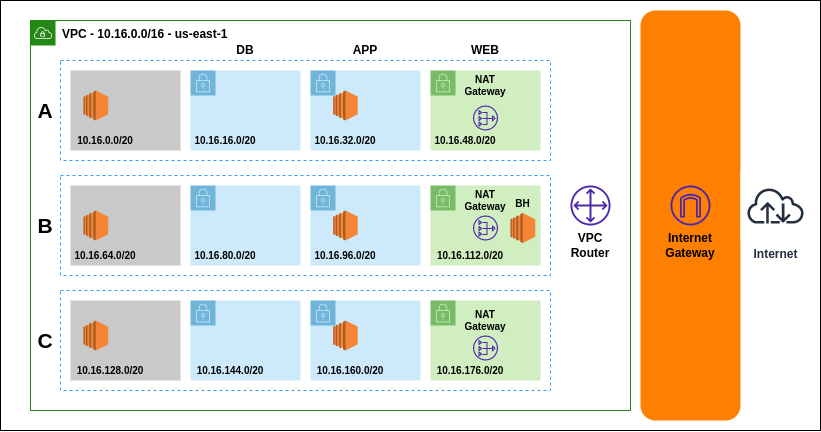 VPC - 10.16.0.0/16 - us-east-1
DB
APP
WEB
A
10.16.0.0/20
10.16.16.0/20
10.16.32.0/20
NAT
Gateway
10.16.48.0/20
B
10.16.64.0/20
10.16.80.0/20
10.16.96.0/20
NAT
Gateway
BH
10.16.112.0/20
C
10.16.128.0/20
10.16.144.0/20
10.16.160.0/20
NAT
Gateway
10.16.176.0/20
VPC
Router
Internet
Gateway
Internet